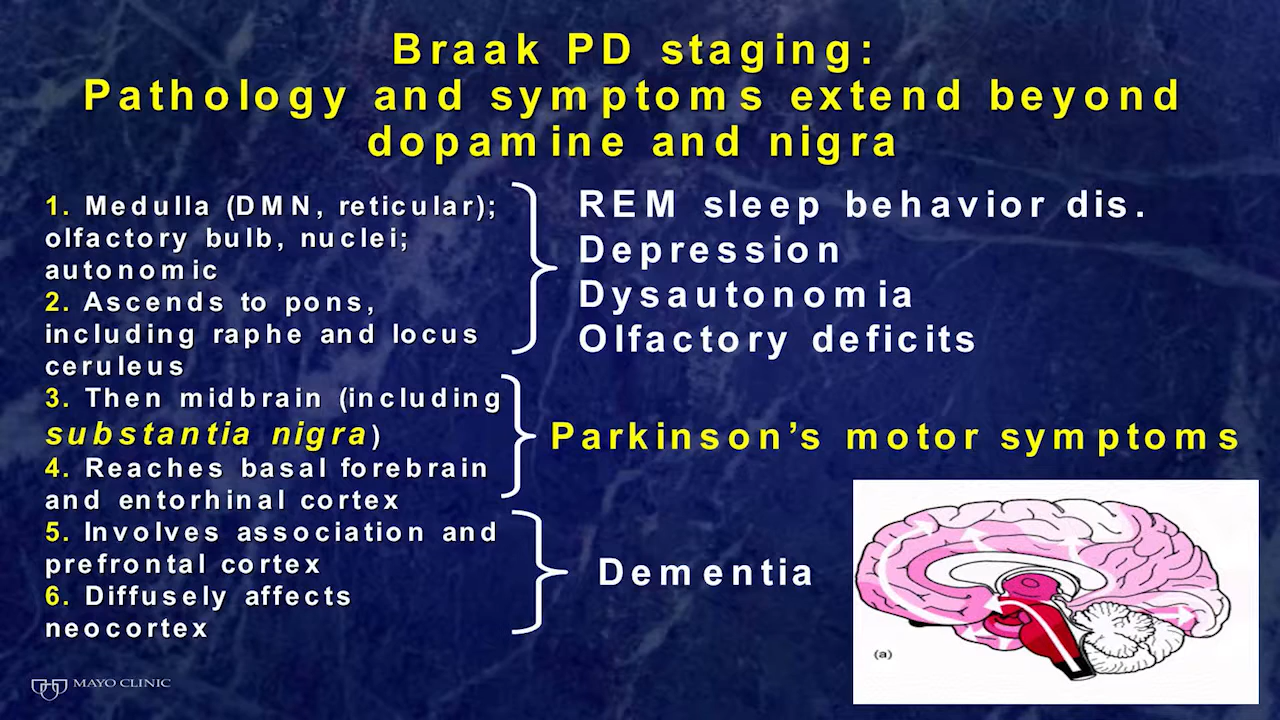 Braak PD staging:
Pathology and symptoms extend beyond
dopamine and nigra
1. Medulla (DMN, reticular);
olfactory bulb, nuclei;
autonomic
2. Ascends to pons,
including raphe and locus
ceruleus
3. Then midbrain (including
substantia nigra)
4. Reaches basal forebrain
and entorhinal cortex
5. Involves association and
prefrontal cortex
6. Diffusely affects
neocortex
REM sleep behavior dis.
Depression
Dysautonomia
Olfactory deficits
Parkinson’s motor symptoms
Dementia
(a)
MAYO CLINIC